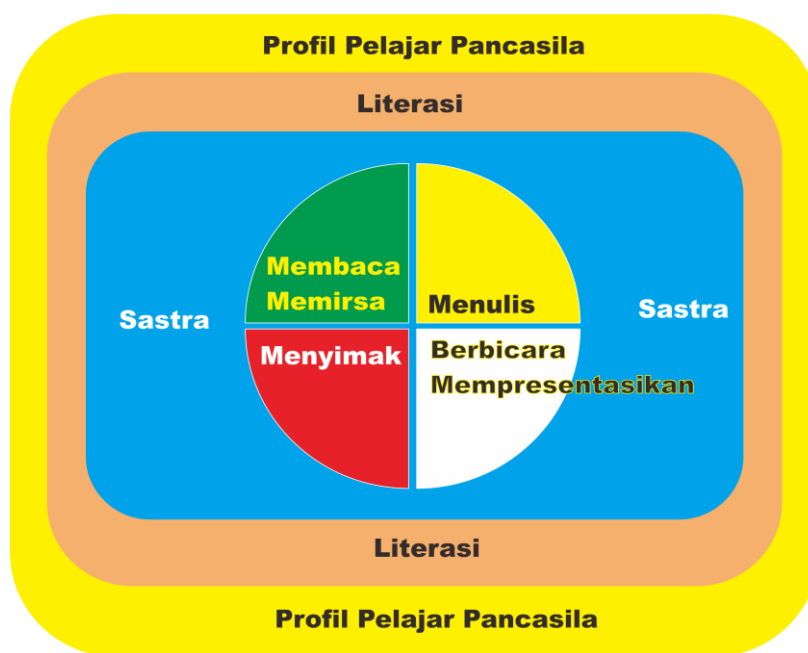 Profil Pelajar Pancasila
Literasi
Membaca
Memirsa
Menulis
Sastra
Sastra
Menyimak
Berbicara
Mempresentasikan
Literasi
Profil Pelajar Pancasila